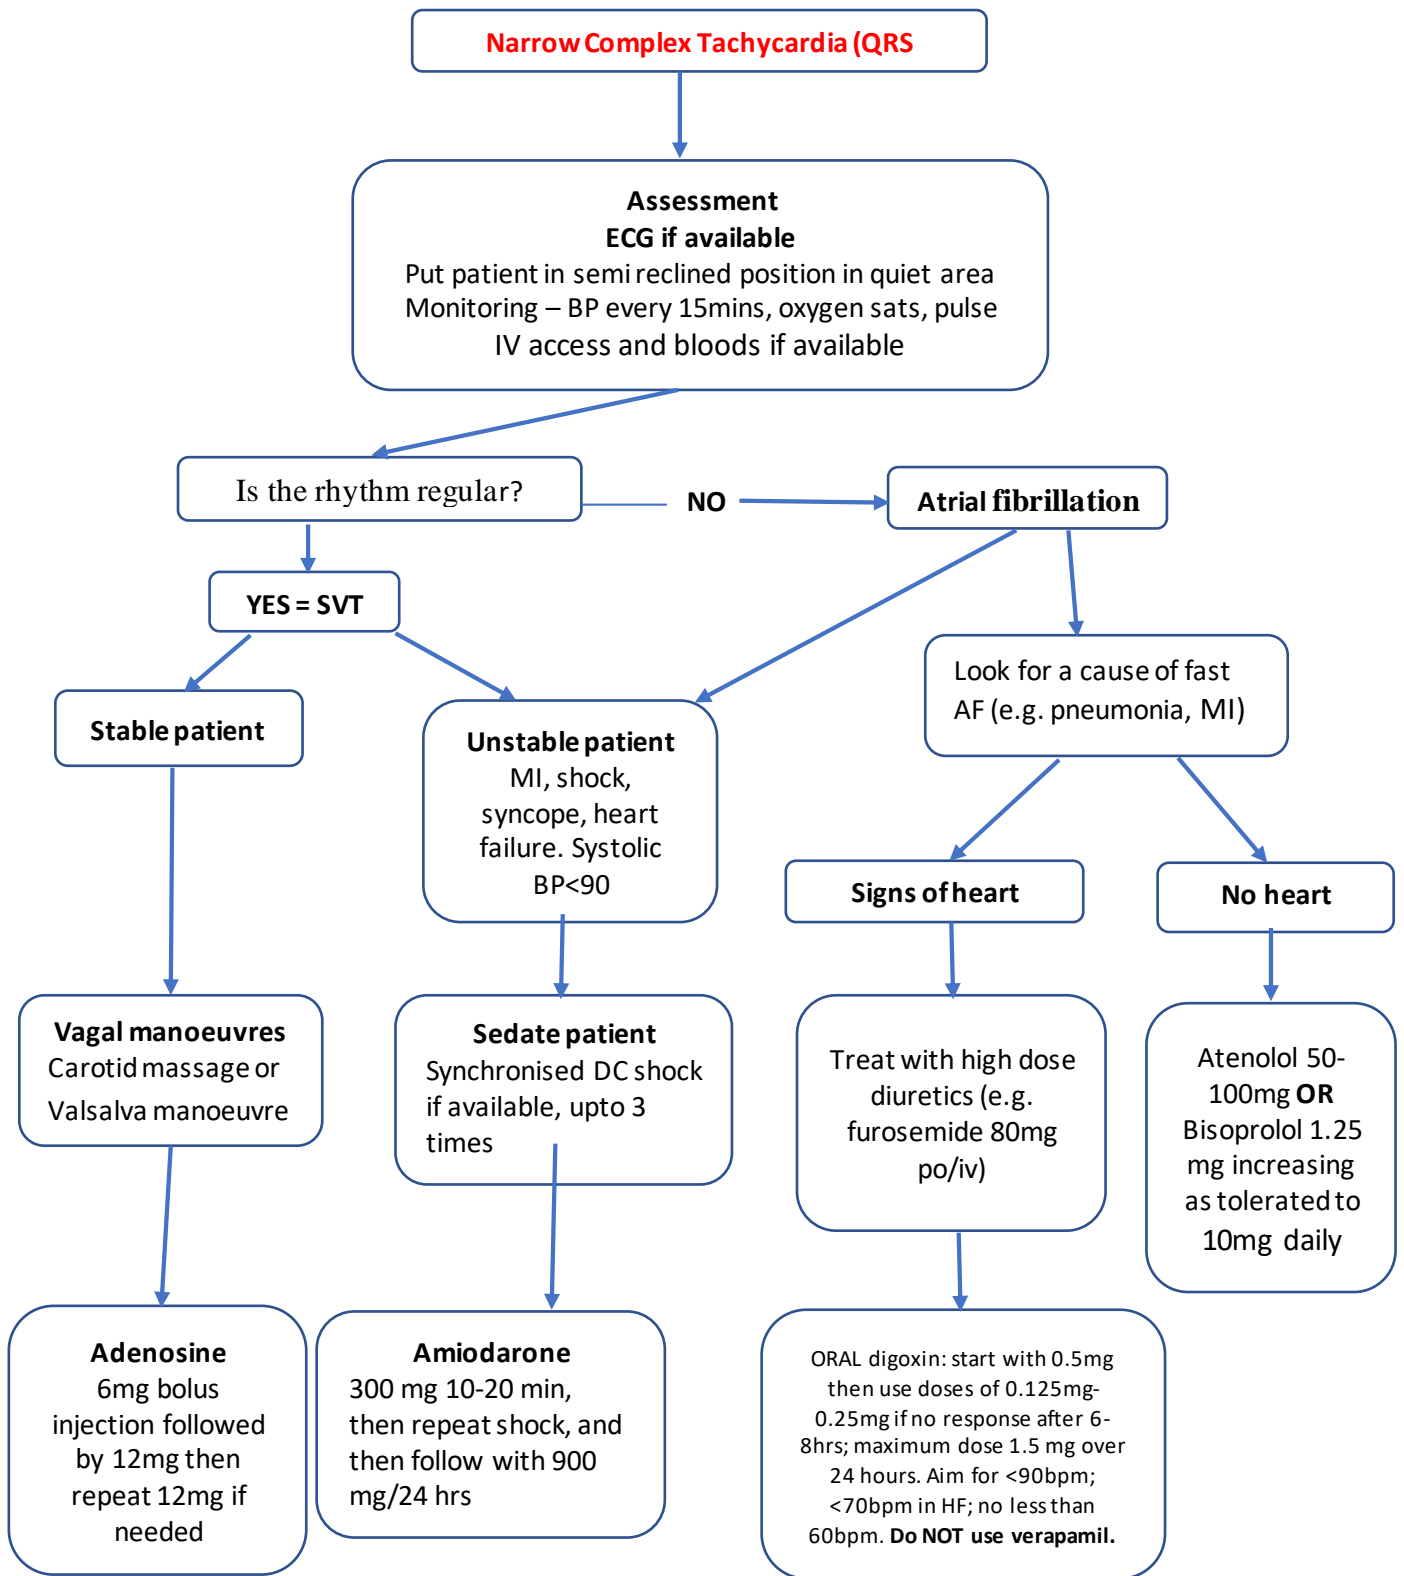 Narrow Complex Tachycardia (QRS
Assessment
ECG if available
Put patient in semi reclined position in quiet area
Monitoring – BP every 15mins, oxygen sats, pulse
IV access and bloods if available
Is the rhythm regular?
NO
Atrial fibrillation
YES = SVT
Look for a cause of fast
AF (e.g. pneumonia, MI)
Stable patient
Unstable patient
MI, shock,
syncope, heart
failure. Systolic
BP<90
Signs of heart
No heart
Vagal manoeuvres
Carotid massage or
Valsalva manoeuvre
Sedate patient
Synchronised DC shock
if available, upto 3
times
Treat with high dose
diuretics (e.g.
furosemide 80mg
po/iv)
Atenolol 50-
100mg OR
Bisoprolol 1.25
mg increasing
as tolerated to
10mg daily
Adenosine
6mg bolus
injection followed
by 12mg then
repeat 12mg if
needed
Amiodarone
300 mg 10-20 min,
then repeat shock, and
then follow with 900
mg/24 hrs
ORAL digoxin: start with 0.5mg
then use doses of 0.125mg-
0.25mg if no response after 6-
8hrs; maximum dose 1.5 mg over
24 hours. Aim for <90bpm;
<70bpm in HF; no less than
60bpm. Do NOT use verapamil.